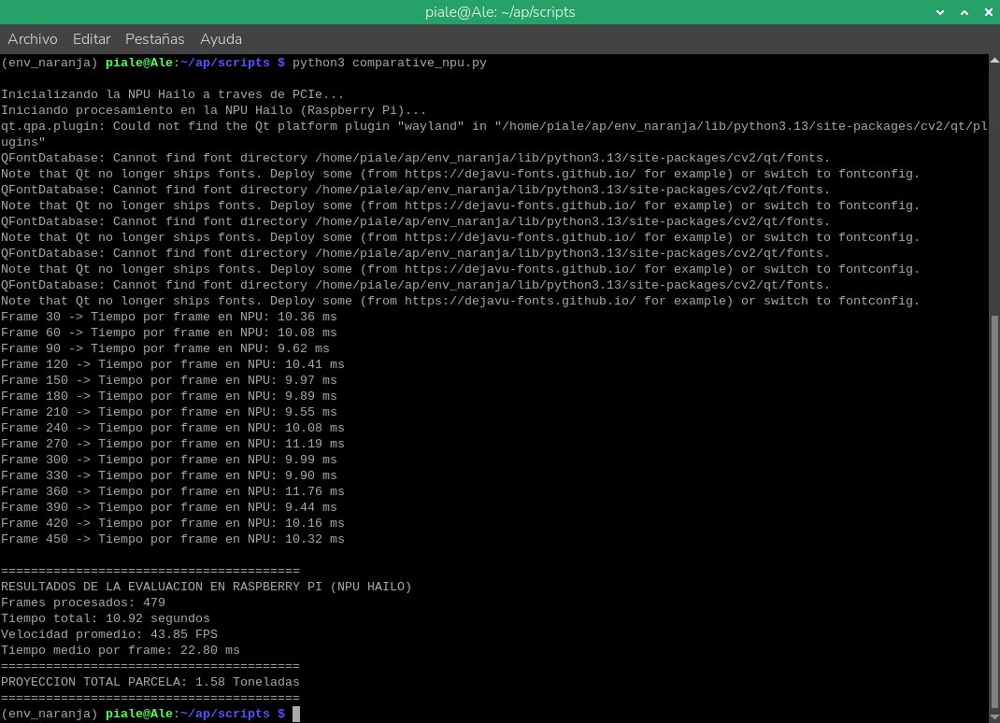 piale@Ale: ~/ap/scripts
Archivo Editar Pestañas Ayuda
(env_naranja) piale@Ale:~/ap/scripts $ python3 comparative_npu.py
Inicializando la NPU Hailo a traves de PCIe...
Iniciando procesamiento en la NPU Hailo (Raspberry Pi)...
qt.qpa.plugin: Could not find the Qt platform plugin "wayland" in "/home/piale/ap/env_naranja/lib/python3.13/site-packages/cv2/qt/pl
ugins"
QFontDatabase: Cannot find font directory /home/piale/ap/env_naranja/lib/python3.13/site-packages/cv2/qt/fonts.
Note that Qt no longer ships fonts. Deploy some (from https://dejavu-fonts.github.io/ for example) or switch to fontconfig.
QFontDatabase: Cannot find font directory /home/piale/ap/env_naranja/lib/python3.13/site-packages/cv2/qt/fonts.
Note that Qt no longer ships fonts. Deploy some (from https://dejavu-fonts.github.io/ for example) or switch to fontconfig.
QFontDatabase: Cannot find font directory /home/piale/ap/env_naranja/lib/python3.13/site-packages/cv2/qt/fonts.
Note that Qt no longer ships fonts. Deploy some (from https://dejavu-fonts.github.io/ for example) or switch to fontconfig.
QFontDatabase: Cannot find font directory /home/piale/ap/env_naranja/lib/python3.13/site-packages/cv2/qt/fonts.
Note that Qt no longer ships fonts. Deploy some (from https://dejavu-fonts.github.io/ for example) or switch to fontconfig.
QFontDatabase: Cannot find font directory /home/piale/ap/env_naranja/lib/python3.13/site-packages/cv2/qt/fonts.
Note that Qt no longer ships fonts. Deploy some (from https://dejavu-fonts.github.io/ for example) or switch to fontconfig.
Frame 30 -> Tiempo por frame en NPU: 10.36 ms
Frame 60 -> Tiempo por frame en NPU: 10.08 ms
Frame 90 -> Tiempo por frame en NPU: 9.62 ms
Frame 120 -> Tiempo por frame en NPU: 10.41 ms
Frame 150 -> Tiempo por frame en NPU: 9.97 ms
Frame 180 -> Tiempo por frame en NPU: 9.89 ms
Frame 210 -> Tiempo por frame en NPU: 9.55 ms
Frame 240 -> Tiempo por frame en NPU: 10.08 ms
Frame 270 -> Tiempo por frame en NPU: 11.19 ms
Frame 300 -> Tiempo por frame en NPU: 9.99 ms
Frame 330 -> Tiempo por frame en NPU: 9.90 ms
Frame 360 -> Tiempo por frame en NPU: 11.76 ms
Frame 390 -> Tiempo por frame en NPU: 9.44 ms
Frame 420 -> Tiempo por frame en NPU: 10.16 ms
Frame 450 -> Tiempo por frame en NPU: 10.32 ms
========================================
RESULTADOS DE LA EVALUACION EN RASPBERRY PI (NPU HAILO)
Frames procesados: 479
Tiempo total: 10.92 segundos
Velocidad promedio: 43.85 FPS
Tiempo medio por frame: 22.80 ms
========================================
PROYECCION TOTAL PARCELA: 1.58 Toneladas
========================================
(env_naranja) piale@Ale:~/ap/scripts $